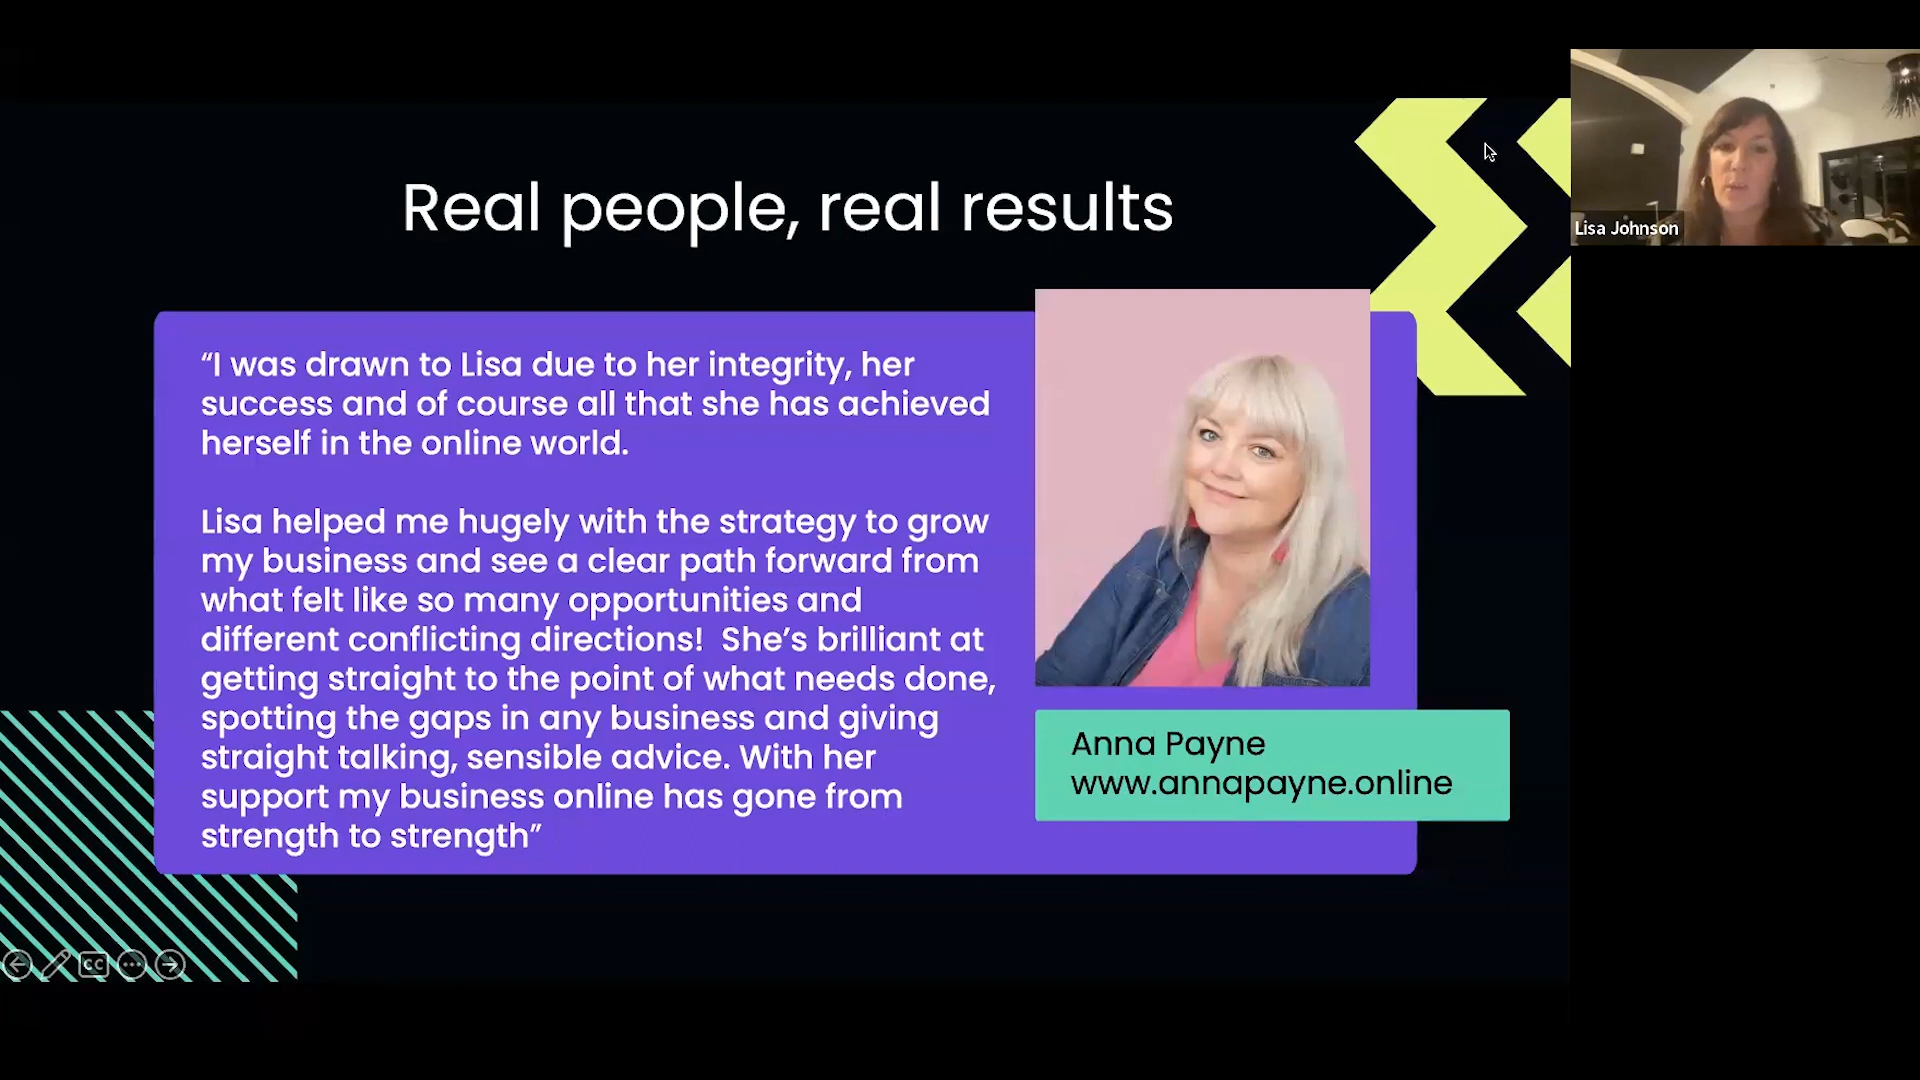 Real people, real results
Lisa Johnson
“I was drawn to Lisa due to her integrity, her
success and of course all that she has achieved
herself in the online world.
Lisa helped me hugely with the strategy to grow
my business and see a clear path forward from
what felt like so many opportunities and
different conflicting directions!  She’s brilliant at
getting straight to the point of what needs done,
spotting the gaps in any business and giving
straight talking, sensible advice. With her
support my business online has gone from
strength to strength”
Anna Payne
www.annapayne.online
CC